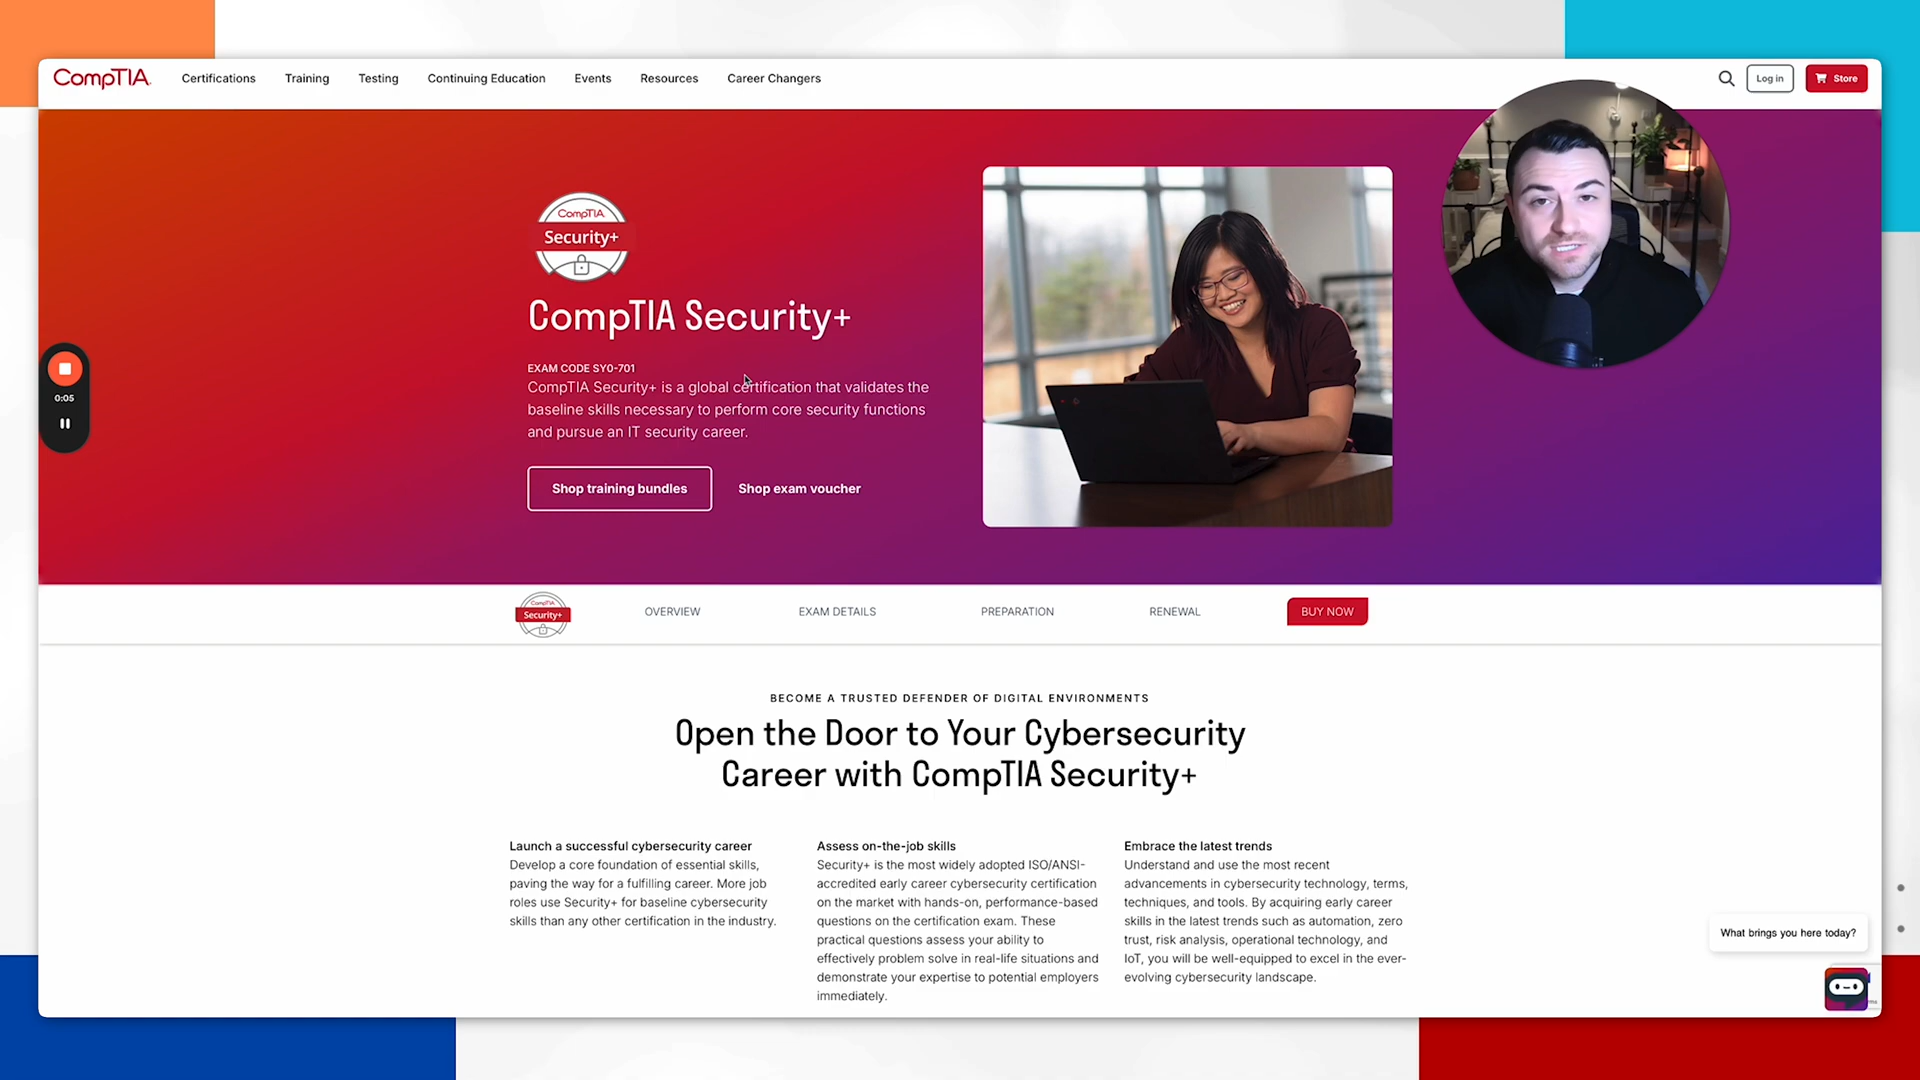 CompTIA.
Certifications
Training
Testing
Continuing Education
Events
Resources
Career Changers
Log in
Store
CompTIA
Security+
CompTIA Security+
EXAM CODE SY0-701
CompTIA Security+ is a global certification that validates the
baseline skills necessary to perform core security functions
and pursue an IT security career.
Shop training bundles
Shop exam voucher
0:05
CompTIA
Security+
OVERVIEW
EXAM DETAILS
PREPARATION
RENEWAL
BUY NOW
BECOME A TRUSTED DEFENDER OF DIGITAL ENVIRONMENTS
Open the Door to Your Cybersecurity
Career with CompTIA Security+
Launch a successful cybersecurity career
Develop a core foundation of essential skills,
paving the way for a fulfilling career. More job
roles use Security+ for baseline cybersecurity
skills than any other certification in the industry.
Assess on-the-job skills
Security+ is the most widely adopted ISO/ANSI-
accredited early career cybersecurity certification
on the market with hands-on, performance-based
questions on the certification exam. These
practical questions assess your ability to
effectively problem solve in real-life situations and
demonstrate your expertise to potential employers
immediately.
Embrace the latest trends
Understand and use the most recent
advancements in cybersecurity technology, terms,
techniques, and tools. By acquiring early career
skills in the latest trends such as automation, zero
trust, risk analysis, operational technology, and
IoT, you will be well-equipped to excel in the ever-
evolving cybersecurity landscape.
What brings you here today?